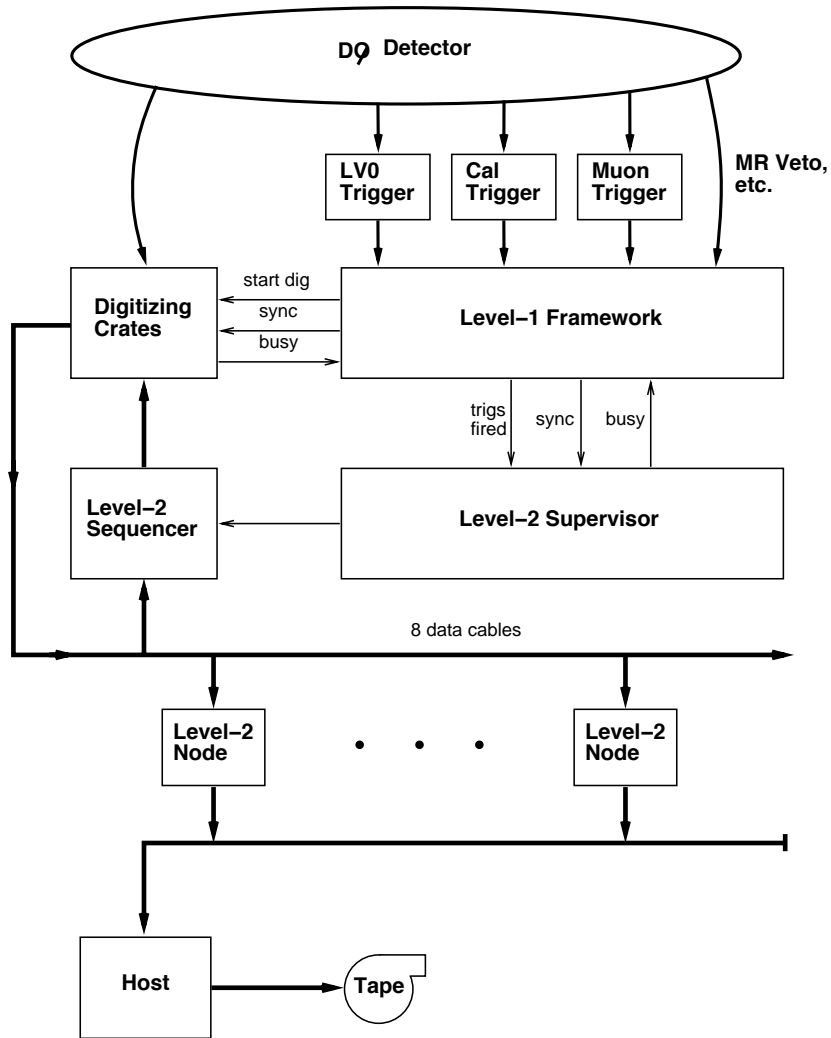 DØ Detector
LV0
Trigger
Cal
Trigger
Muon
Trigger
MR Veto,
etc.
Digitizing
Crates
start dig
sync
busy
Level−1 Framework
trigs
fired
sync
busy
Level−2
Sequencer
Level−2 Supervisor
8 data cables
Level−2
Node
Level−2
Node
Host
Tape